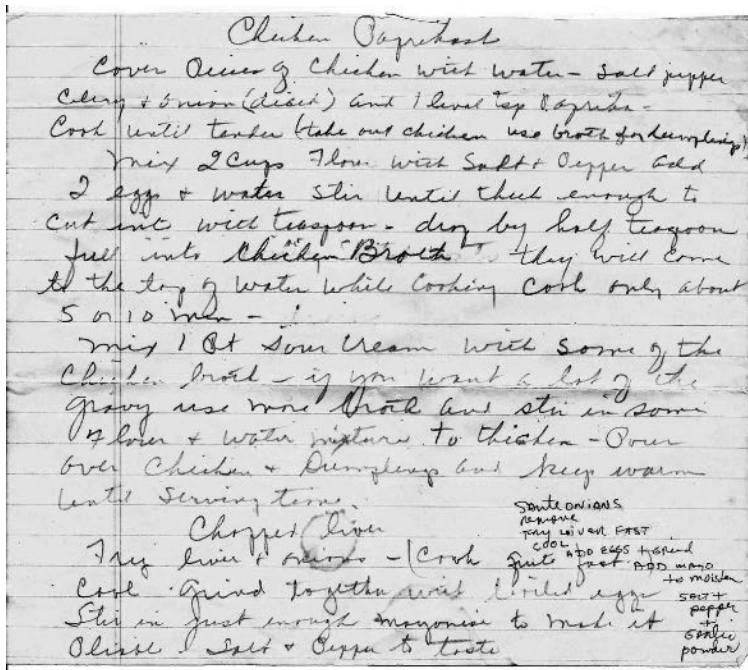 Chicken Paprikash
Cover Pieces of Chicken with water - salt pepper
Celery + onion (diced) and 1 level tsp Paprika -
Cook until tender (take out chicken use broth for dumplings)
Mix 2 Cups Flour with Salt + Pepper add
2 eggs + water Stir until thick enough to
cut into with teaspoon - drop by half teaspoon
full into "Chicken Broth" they will come
to the top of water while Cooking Cook only about
5 or 10 min -
Mix 1 Pt Sour Cream with some of the
Chicken broth - if you want a lot of the
gravy use more broth and stir in some
Flour + water mixture to thicken - Pour
over Chicken + Dumplings and keep warm
until serving time.
Chopped liver
Fry liver + onions - (Cook quite fast
Cool Grind together with boiled eggs
Stir in just enough mayonise to make it
Salt + Pepper to taste
SAUTE ONIANS
remove
FRY LIVER FAST
COOL ADD EGGS + Grind
ADD MAYO
to moisten
SALT +
pepper
+
GARLIC
powder